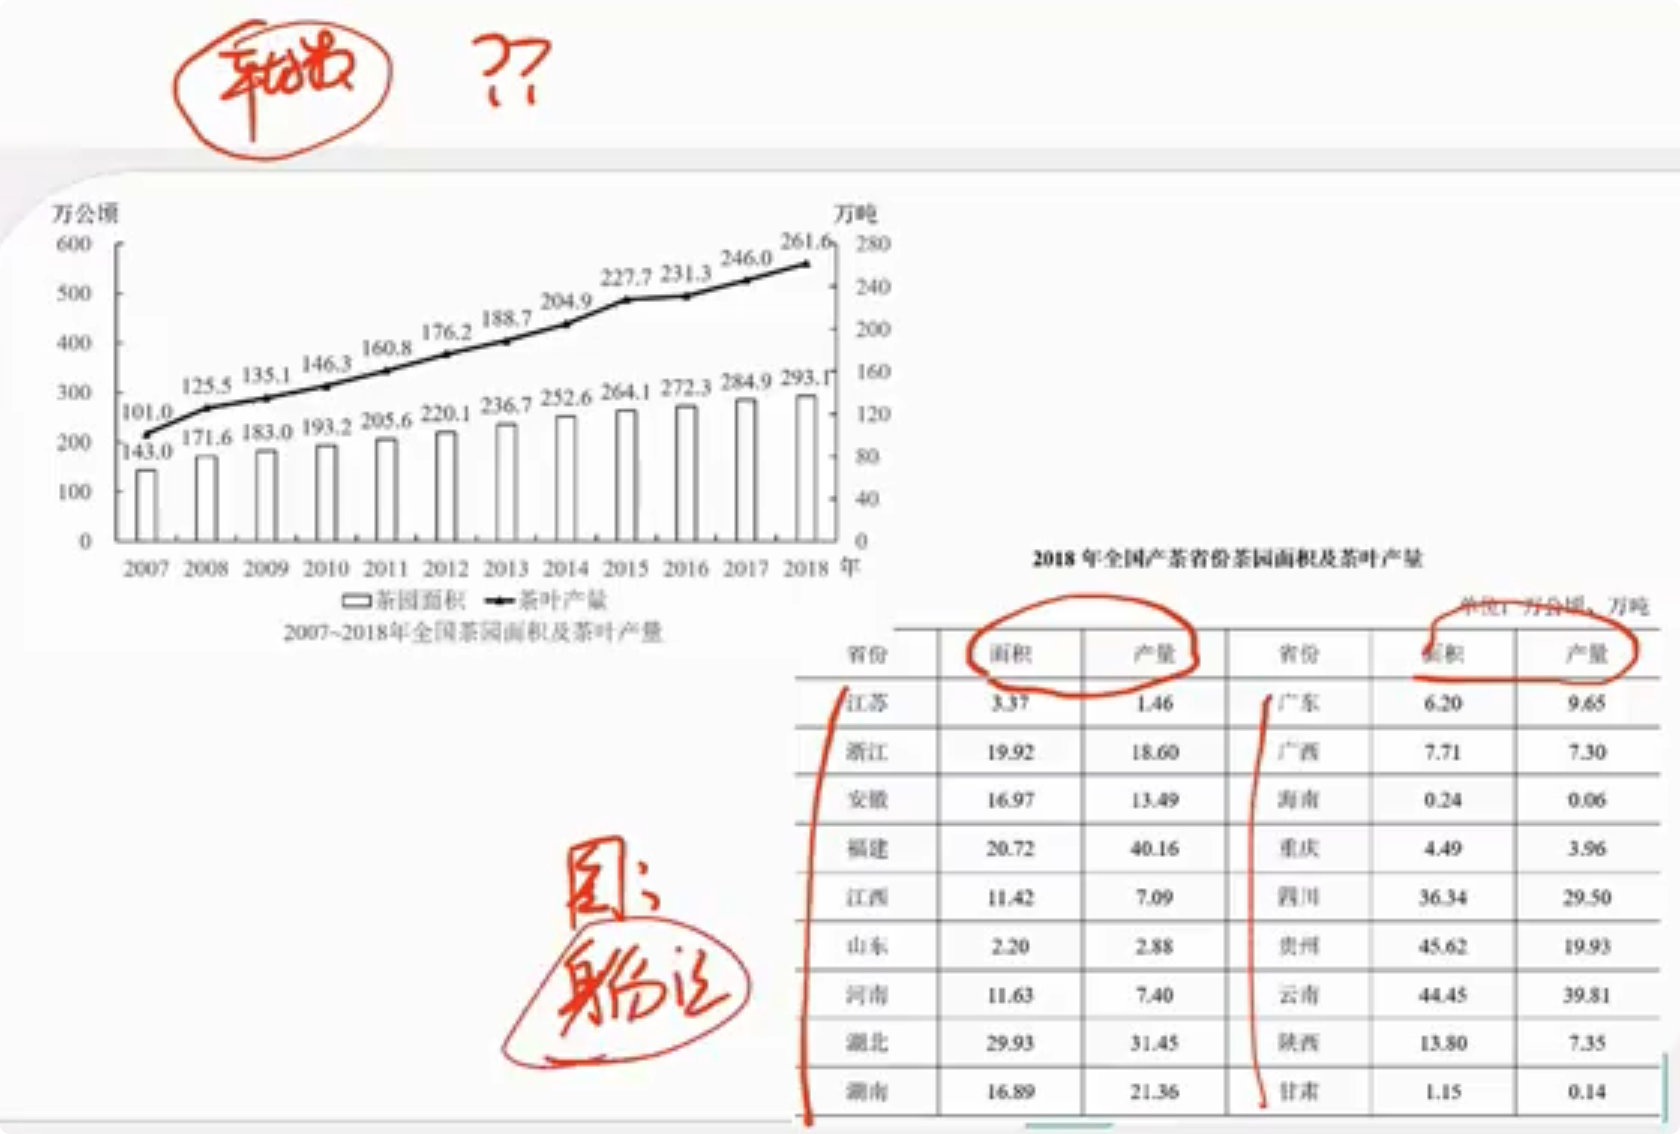 ??
万公顷 万吨
600 280
500 240
400 200
300 160
200 120
100 80
0 40
0
101.0 125.5 135.1 146.3 160.8 176.2 188.7 204.9 227.7 231.3 246.0 261.6
143.0 171.6 183.0 193.2 205.6 220.1 236.7 252.6 264.1 272.3 284.9 293.1
2007 2008 2009 2010 2011 2012 2013 2014 2015 2016 2017 2018 年
茶园面积 茶叶产量
2007~2018年全国茶园面积及茶叶产量
图:
身份证
2018 年全国产茶省份茶园面积及茶叶产量
单位:万公顷、万吨
省份 面积 产量 省份 面积 产量
江苏 3.37 1.46 广东 6.20 9.65
浙江 19.92 18.60 广西 7.71 7.30
安徽 16.97 13.49 海南 0.24 0.06
福建 20.72 40.16 重庆 4.49 3.96
江西 11.42 7.09 四川 36.34 29.50
山东 2.20 2.88 贵州 45.62 19.93
河南 11.63 7.40 云南 44.45 39.81
湖北 29.93 31.45 陕西 13.80 7.35
湖南 16.89 21.36 甘肃 1.15 0.14